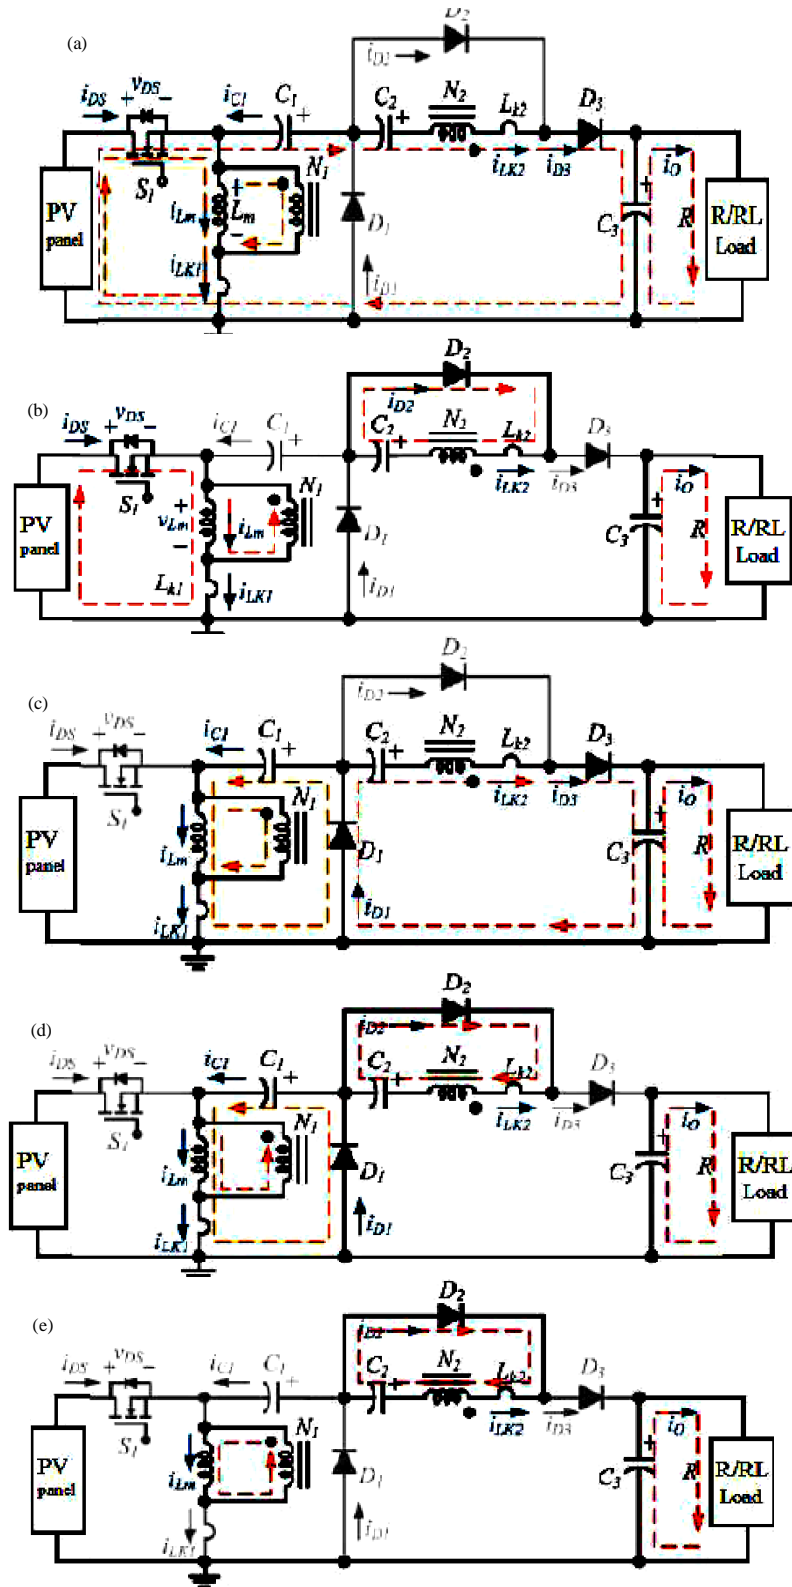 (a)
D2
iD2
vDS
iDS + −
iC1 C1 +
C2 + N2 Lk2 D3
S1
N1
iLK2 iD3
iO
PV
panel
iLm
+
Lm
−
D1
C3
+
R
R/RL
Load
iLK1
iD1
(b)
D2
iD2
vDS
iDS + −
iC1 C1 +
C2 + N2 Lk2 D3
S1
N1
iLK2 iD3
iO
PV
panel
+
vLm
−
iLm
D1
C3
+
R
R/RL
Load
Lk1
iLK1
iD1
(c)
D2
iD2
vDS
iDS + −
iC1 C1 +
C2 + N2 Lk2 D3
S1
N1
iLK2 iD3
iO
PV
panel
iLm
D1
C3
+
R
R/RL
Load
iLK1
iD1
(d)
D2
iD2
vDS
iDS + −
iC1 C1 +
C2 + N2 Lk2 D3
S1
N1
iLK2 iD3
iO
PV
panel
iLm
D1
C3
+
R
R/RL
Load
iLK1
iD1
(e)
D2
iD2
vDS
iDS + −
iC1 C1 +
C2 + N2 Lk2 D3
S1
N1
iLK2 iD3
iO
PV
panel
iLm
D1
C3
+
R
R/RL
Load
iLK1
iD1